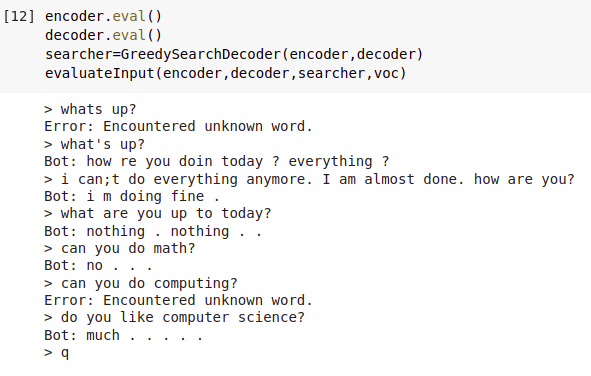 [12] encoder.eval()
decoder.eval()
searcher=GreedySearchDecoder(encoder,decoder)
evaluateInput(encoder,decoder,searcher,voc)
> whats up?
Error: Encountered unknown word.
> what's up?
Bot: how re you doin today ? everything ?
> i can;t do everything anymore. I am almost done. how are you?
Bot: i m doing fine .
> what are you up to today?
Bot: nothing . nothing . .
> can you do math?
Bot: no . . .
> can you do computing?
Error: Encountered unknown word.
> do you like computer science?
Bot: much . . . . .
> q